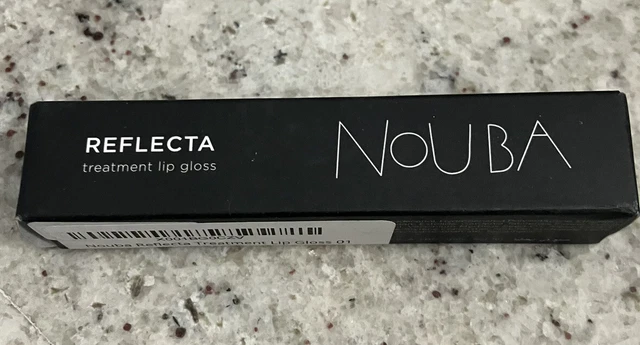 REFLECTA
treatment lip gloss
NOUBA
Nouba Reflecta Treatment Lip Gloss 01